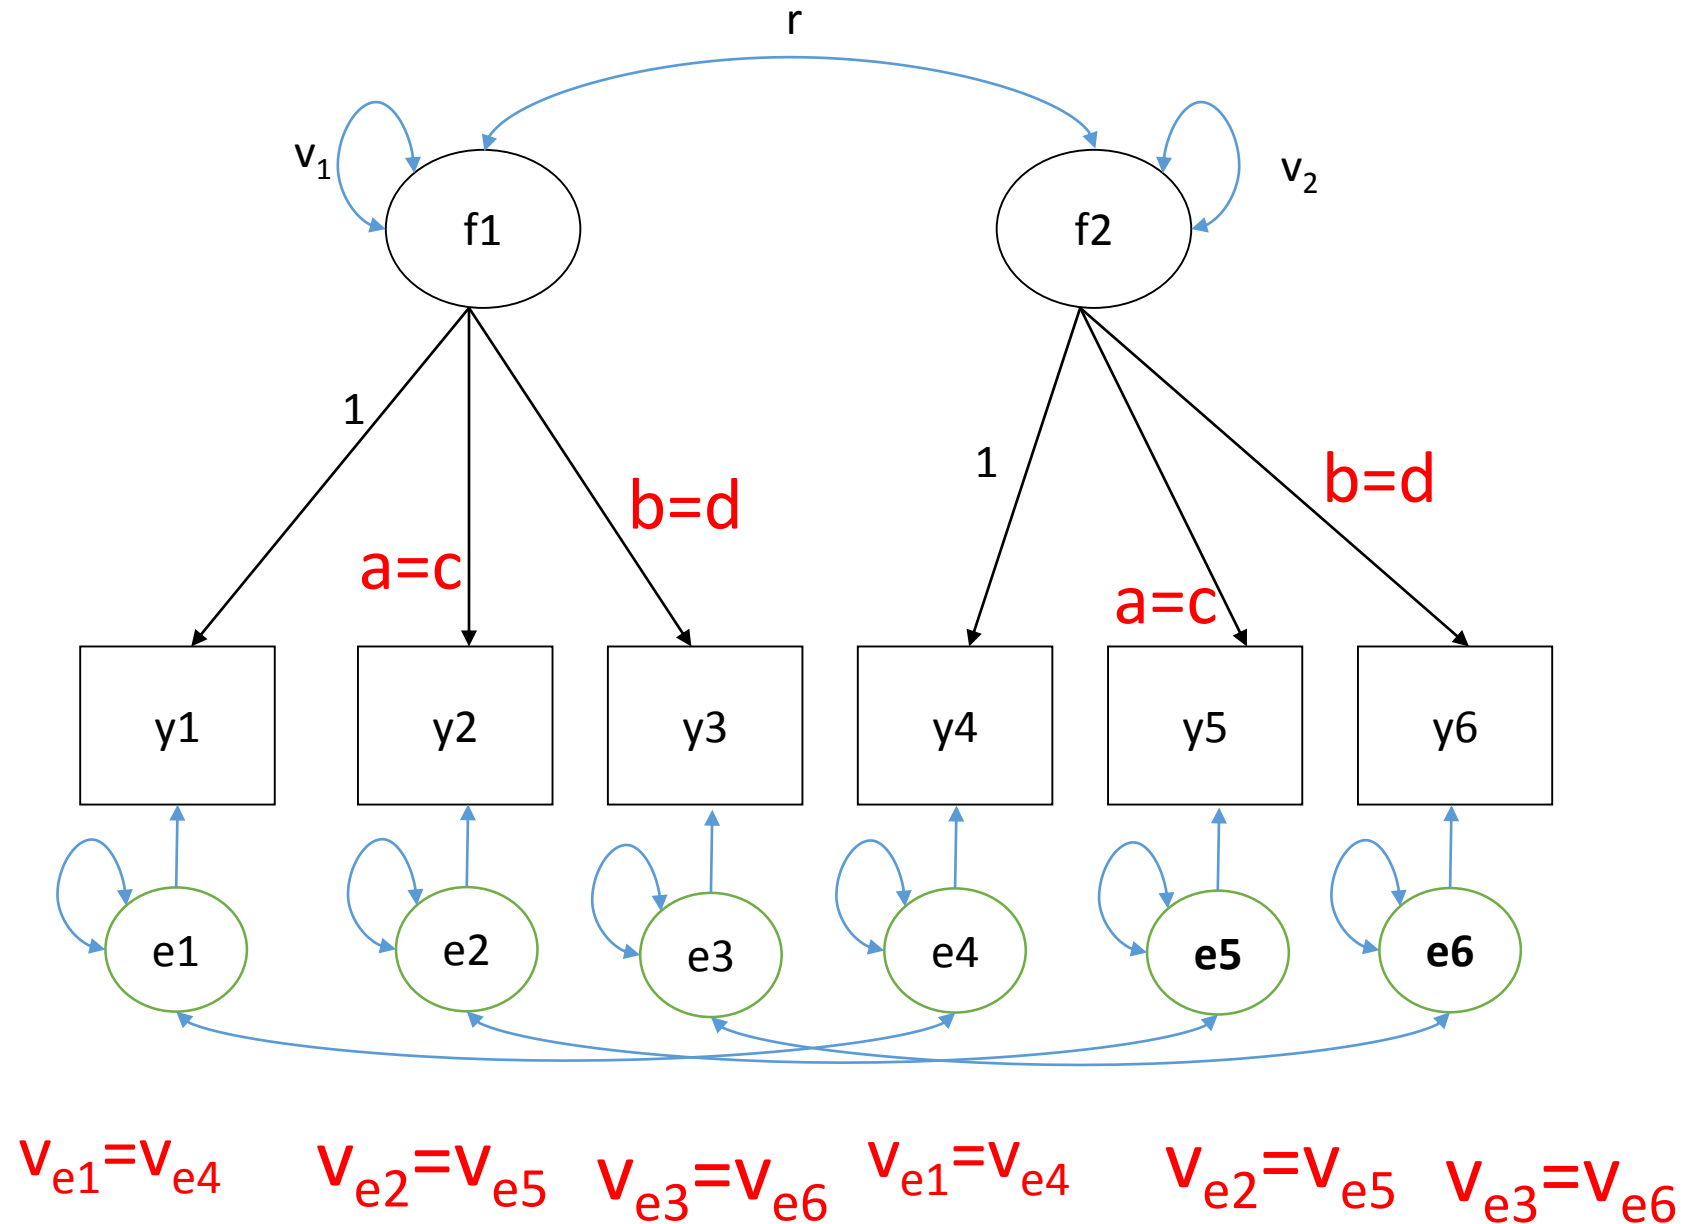 r
v1
v2
f1
f2
1
1
b=d
b=d
a=c
a=c
y1
y2
y3
y4
y5
y6
e1
e2
e3
e4
e5
e6
ve1=ve4
ve2=ve5
ve3=ve6
ve1=ve4
ve2=ve5
ve3=ve6